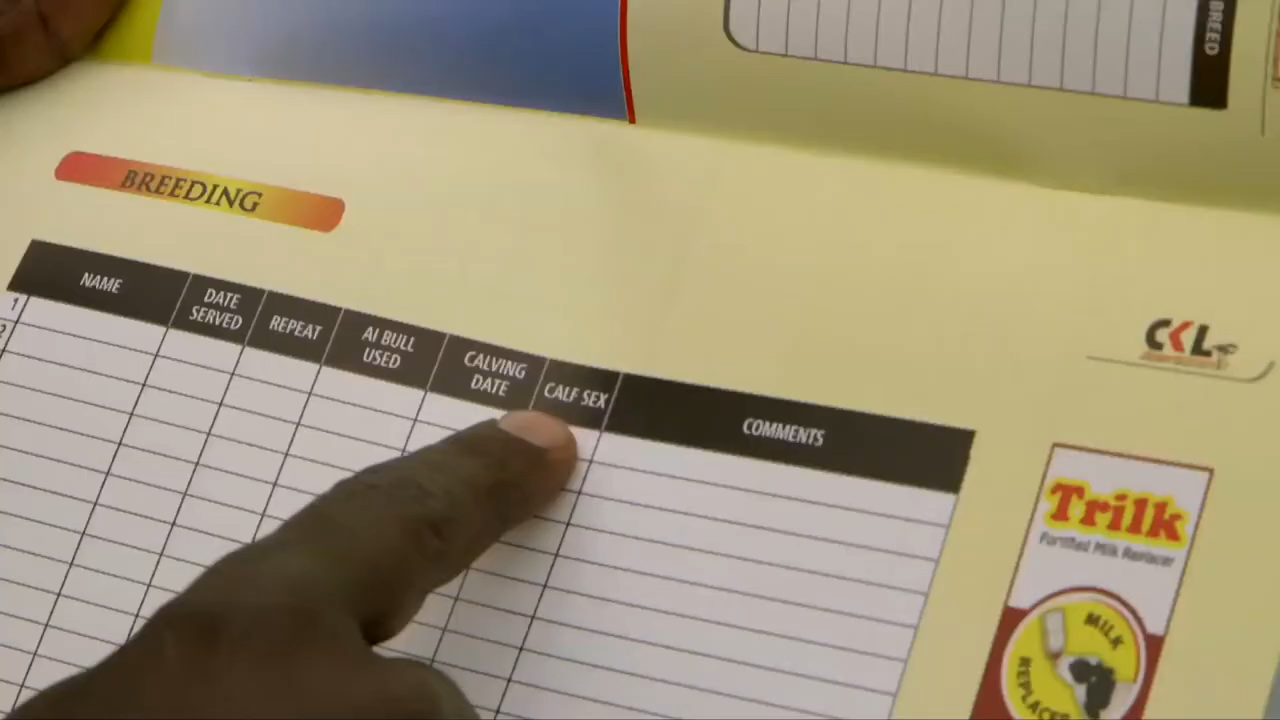 BREED
BREEDING
NAME
DATE
SERVED
REPEAT
AI BULL
USED
CALVING
DATE
CALF SEX
COMMENTS
1
2
CKL
Trilk
Fortified Milk Replacer
MILK